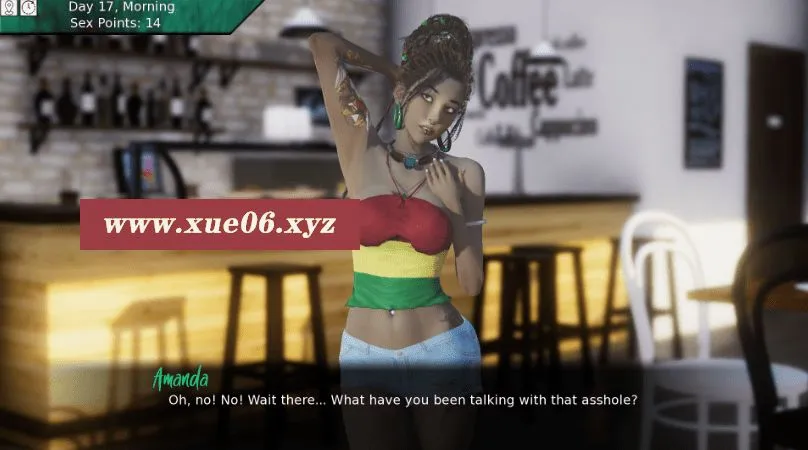 Day 17, Morning
Sex Points: 14
Coffee
Cappuccino
www.xue06.xyz
Amanda
Oh, no! No! Wait there... What have you been talking with that asshole?